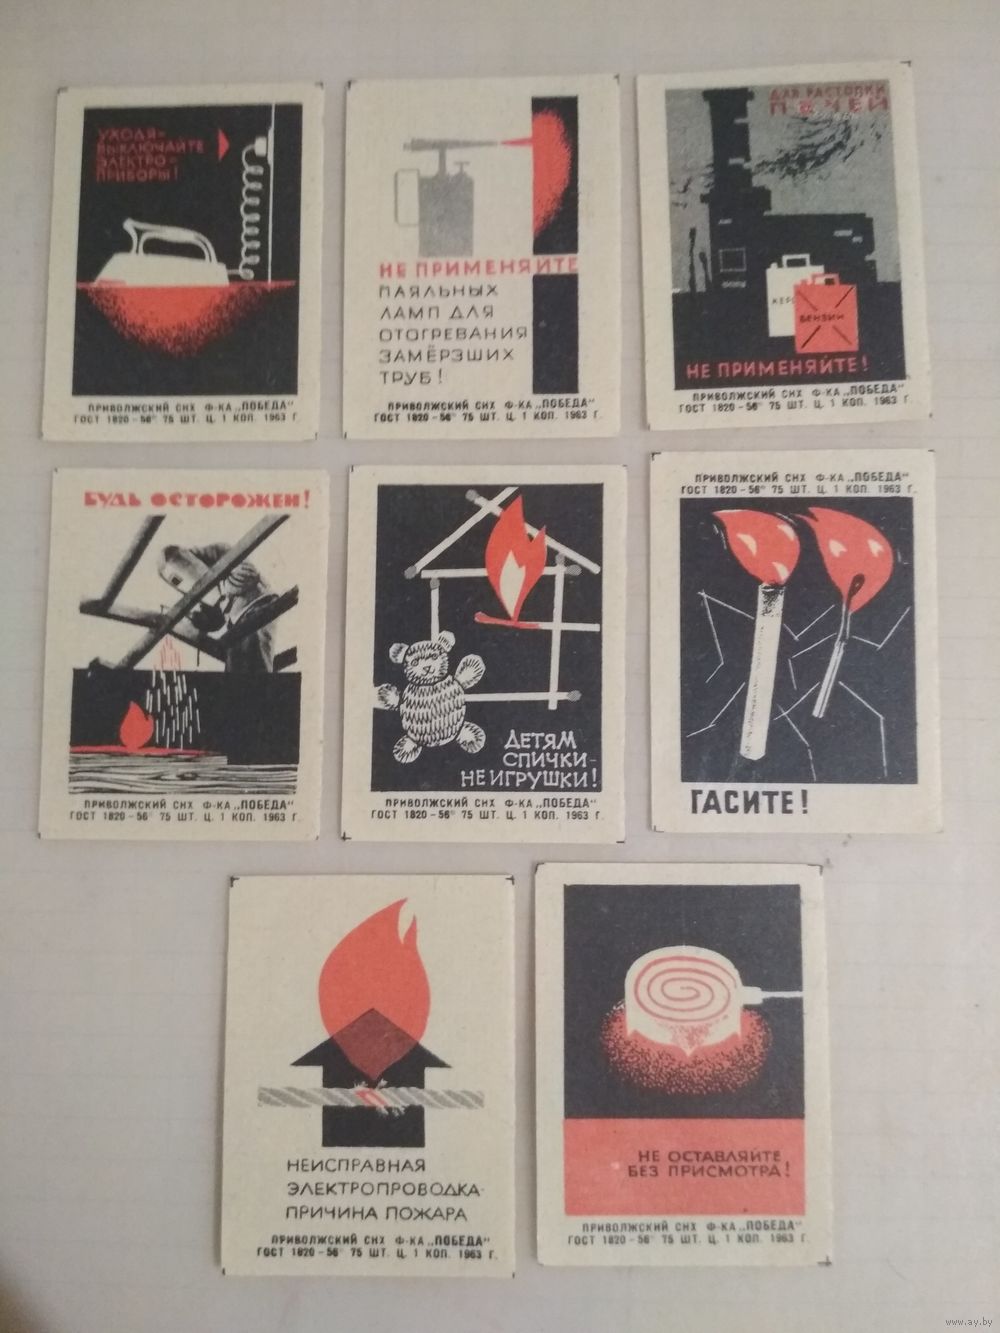 УХОДЯ-
ВЫКЛЮЧАЙТЕ
ЭЛЕКТРО-
ПРИБОРЫ!
ПРИВОЛЖСКИЙ СНХ Ф-КА „ПОБЕДА"
ГОСТ 1820-56 75 ШТ. Ц. 1 КОП. 1963 Г.
НЕ ПРИМЕНЯЙТЕ
ПАЯЛЬНЫХ
ЛАМП ДЛЯ
ОТОГРЕВАНИЯ
ЗАМЁРЗШИХ
ТРУБ!
ПРИВОЛЖСКИЙ СНХ Ф-КА „ПОБЕДА"
ГОСТ 1820-56 75 ШТ. Ц. 1 КОП. 1963 Г.
ДЛЯ РАСТОПКИ
ПЕЧЕЙ
КЕРО
БЕНЗИН
НЕ ПРИМЕНЯЙТЕ!
ПРИВОЛЖСКИЙ СНХ Ф-КА „ПОБЕДА"
ГОСТ 1820-56 75 ШТ. Ц. 1 КОП. 1963 Г.
БУДЬ ОСТОРОЖЕН!
ПРИВОЛЖСКИЙ СНХ Ф-КА „ПОБЕДА"
ГОСТ 1820-56 75 ШТ. Ц. 1 КОП. 1963 Г.
ДЕТЯМ
СПИЧКИ-
НЕ ИГРУШКИ!
ПРИВОЛЖСКИЙ СНХ Ф-КА „ПОБЕДА"
ГОСТ 1820-56 75 ШТ. Ц. 1 КОП. 1963 Г.
ПРИВОЛЖСКИЙ СНХ Ф-КА „ПОБЕДА"
ГОСТ 1820-56 75 ШТ. Ц. 1 КОП. 1963 Г.
ГАСИТЕ!
НЕИСПРАВНАЯ
ЭЛЕКТРОПРОВОДКА-
ПРИЧИНА ПОЖАРА
ПРИВОЛЖСКИЙ СНХ Ф-КА „ПОБЕДА"
ГОСТ 1820-56 75 ШТ. Ц. 1 КОП. 1963 Г.
НЕ ОСТАВЛЯЙТЕ
БЕЗ ПРИСМОТРА!
ПРИВОЛЖСКИЙ СНХ Ф-КА „ПОБЕДА"
ГОСТ 1820-56 75 ШТ. Ц. 1 КОП. 1963 Г.
www.ay.by